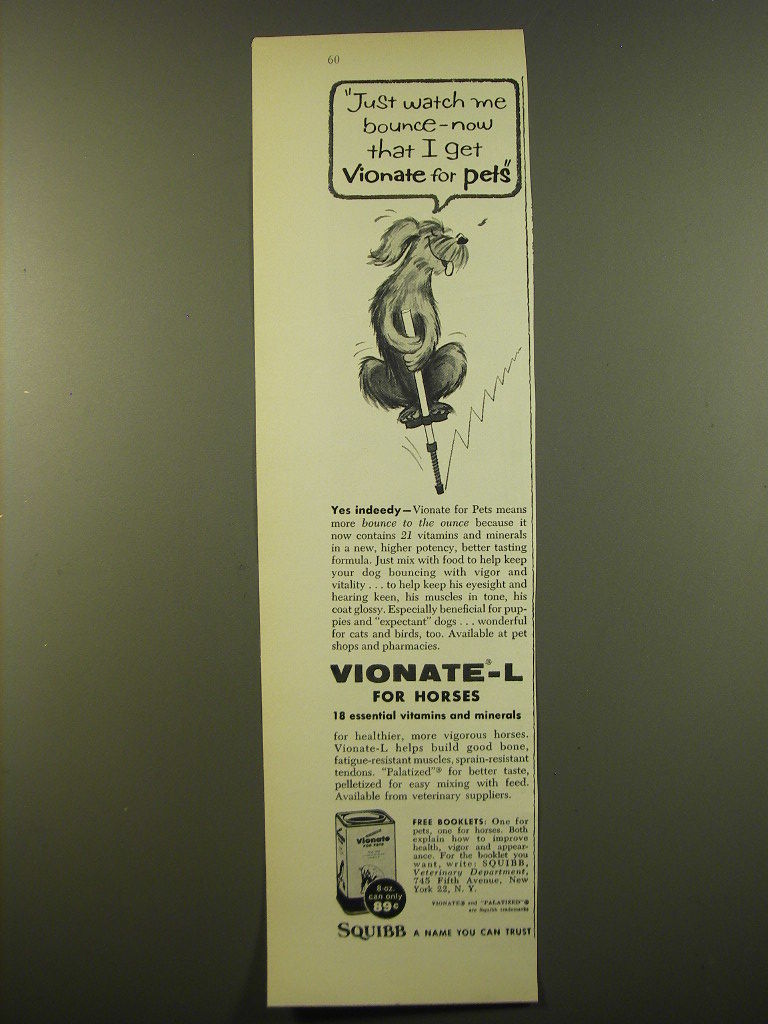 60
"Just watch me
bounce-now
that I get
Vionate for pets"
Yes indeedy—Vionate for Pets means
more bounce to the ounce because it
now contains 21 vitamins and minerals
in a new, higher potency, better tasting
formula. Just mix with food to help keep
your dog bouncing with vigor and
vitality . . . to help keep his eyesight and
hearing keen, his muscles in tone, his
coat glossy. Especially beneficial for pup-
pies and "expectant" dogs . . . wonderful
for cats and birds, too. Available at pet
shops and pharmacies.
VIONATE®-L
FOR HORSES
18 essential vitamins and minerals
for healthier, more vigorous horses.
Vionate-L helps build good bone,
fatigue-resistant muscles, sprain-resistant
tendons. "Palatized"® for better taste,
pelletized for easy mixing with feed.
Available from veterinary suppliers.
Vionate
FOR PETS
8-oz.
can only
89¢
FREE BOOKLETS: One for
pets, one for horses. Both
explain how to improve
health, vigor and appear-
ance. For the booklet you
want, write: SQUIBB,
Veterinary Department,
745 Fifth Avenue, New
York 22, N. Y.
VIONATE® and "PALATIZED"®
are Squibb trademarks
SQUIBB A NAME YOU CAN TRUST